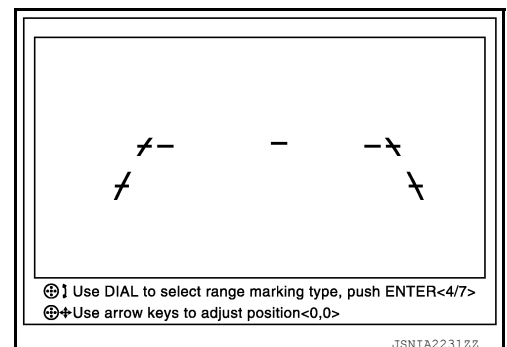 Use DIAL to select range marking type, push ENTER<4/7>
Use arrow keys to adjust position<0,0>
JSNIA2231ZZ